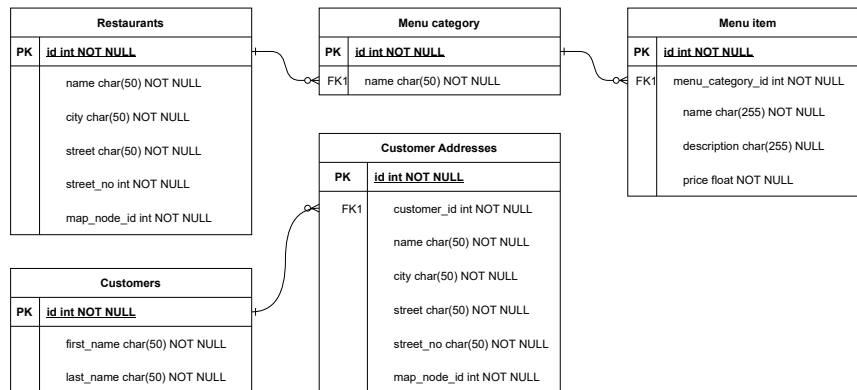 Restaurants
PK id int NOT NULL
name char(50) NOT NULL
city char(50) NOT NULL
street char(50) NOT NULL
street_no int NOT NULL
map_node_id int NOT NULL
Menu category
PK id int NOT NULL
FK1 name char(50) NOT NULL
Menu item
PK id int NOT NULL
FK1 menu_category_id int NOT NULL
name char(255) NOT NULL
description char(255) NULL
price float NOT NULL
Customer Addresses
PK id int NOT NULL
FK1 customer_id int NOT NULL
name char(50) NOT NULL
city char(50) NOT NULL
street char(50) NOT NULL
street_no char(50) NOT NULL
map_node_id int NOT NULL
Customers
PK id int NOT NULL
first_name char(50) NOT NULL
last_name char(50) NOT NULL